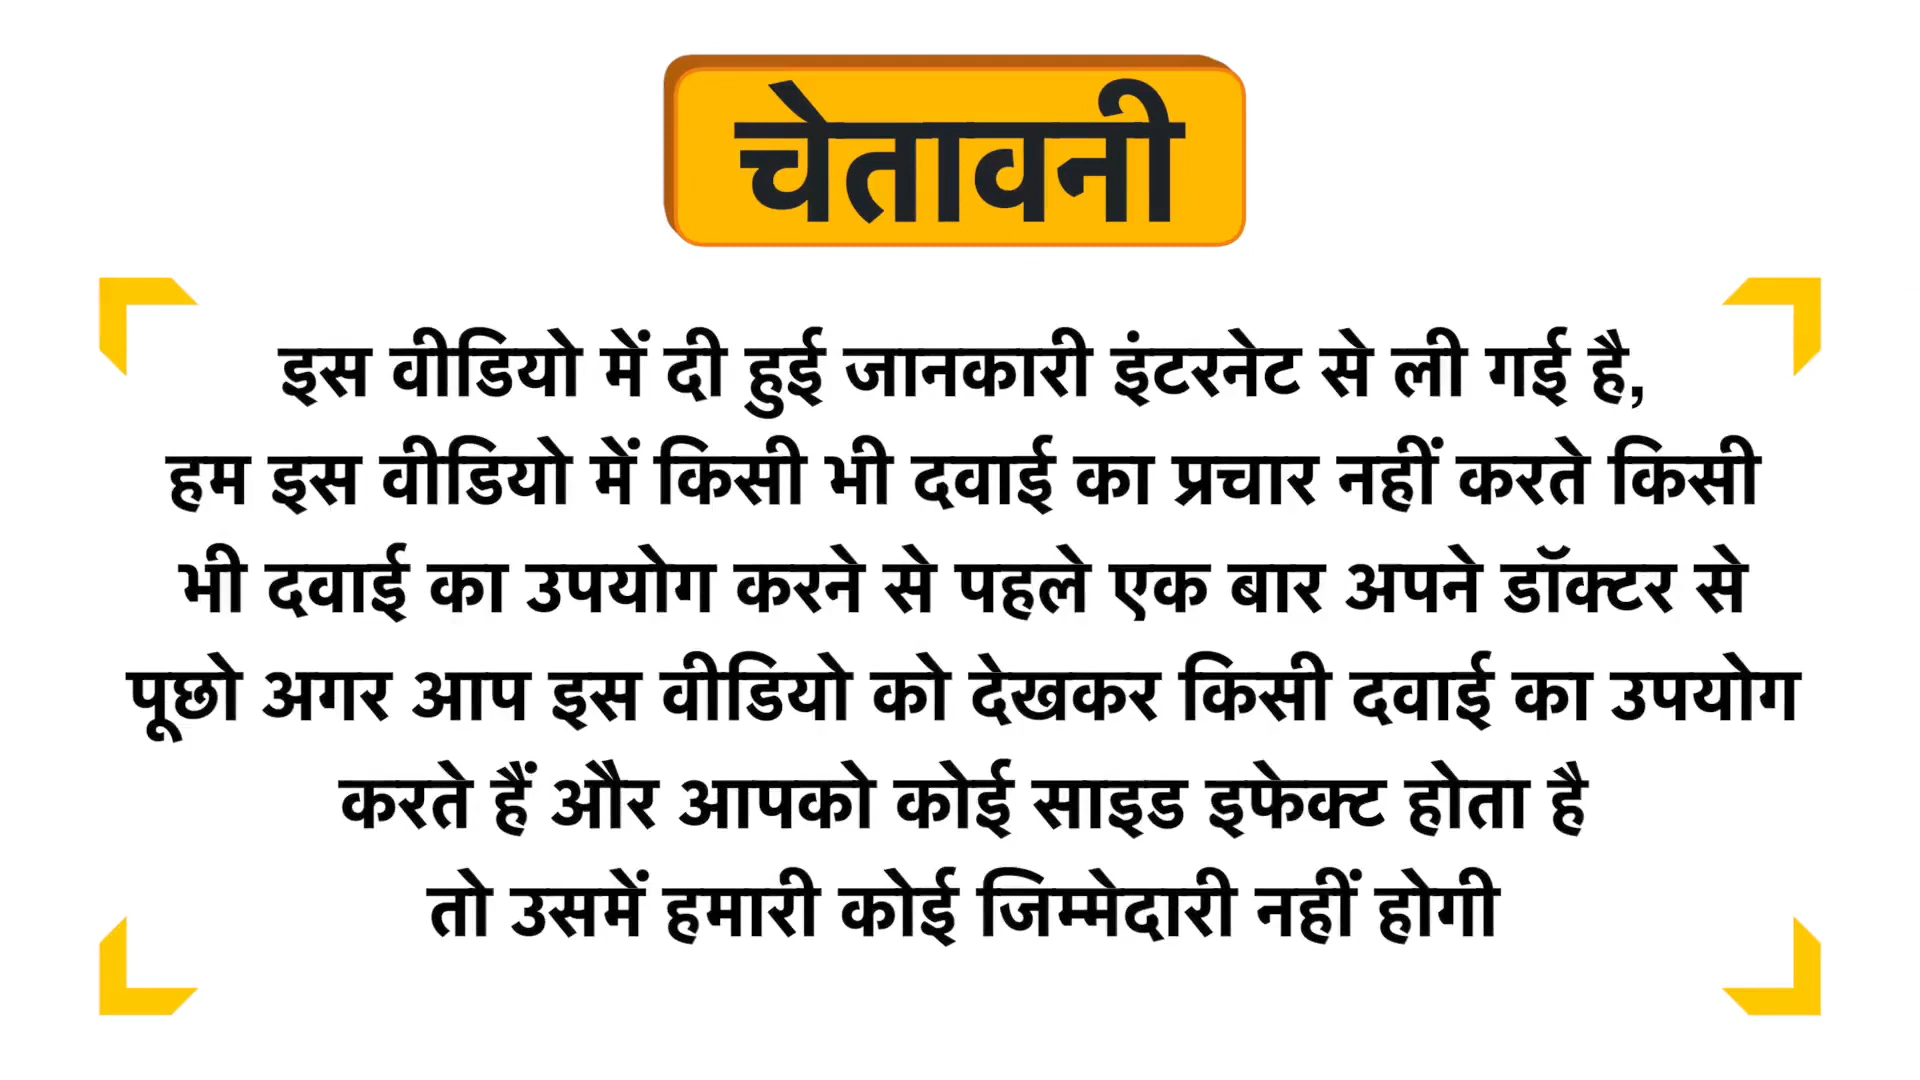 चेतावनी
इस वीडियो में दी हुई जानकारी इंटरनेट से ली गई है,
हम इस वीडियो में किसी भी दवाई का प्रचार नहीं करते किसी
भी दवाई का उपयोग करने से पहले एक बार अपने डॉक्टर से
पूछो अगर आप इस वीडियो को देखकर किसी दवाई का उपयोग
करते हैं और आपको कोई साइड इफेक्ट होता है
तो उसमें हमारी कोई जिम्मेदारी नहीं होगी